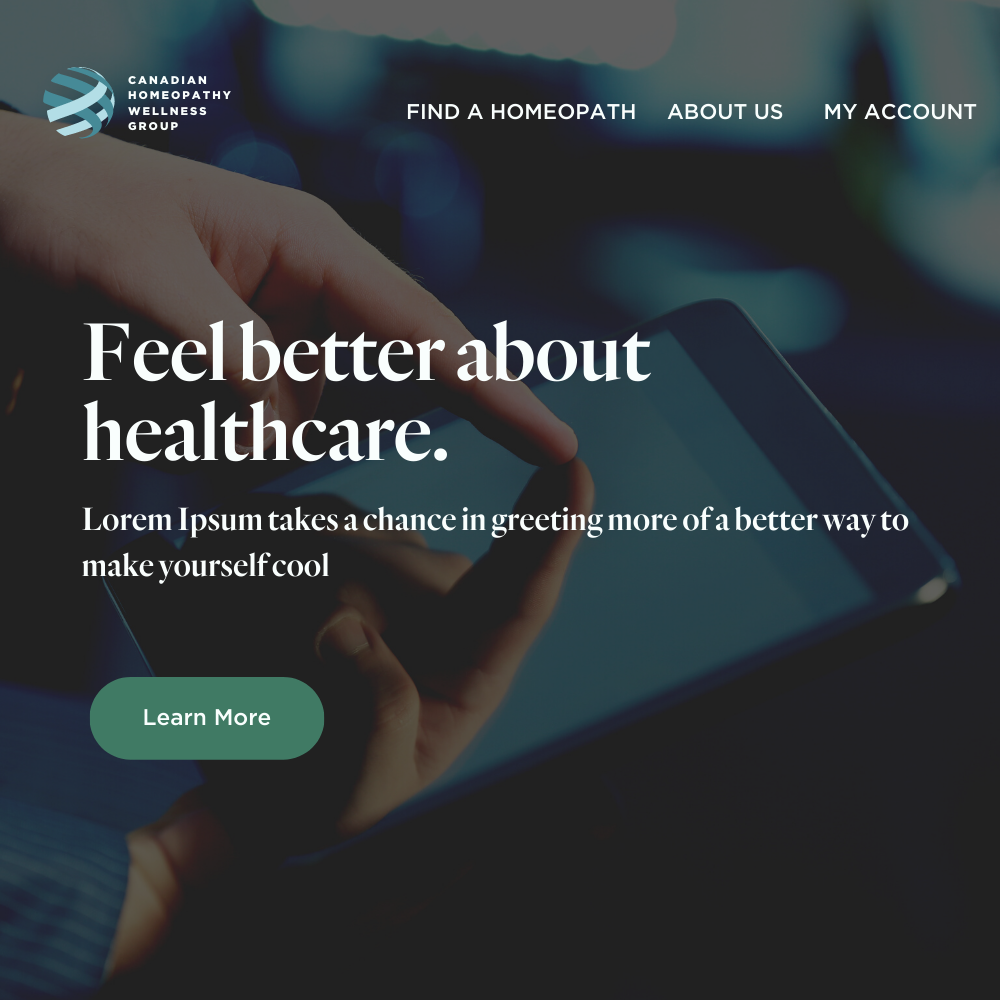 CANADIAN
HOMEOPATHY
WELLNESS
GROUP
FIND A HOMEOPATH ABOUT US MY ACCOUNT
Feel better about
healthcare.
Lorem Ipsum takes a chance in greeting more of a better way to
make yourself cool
Learn More